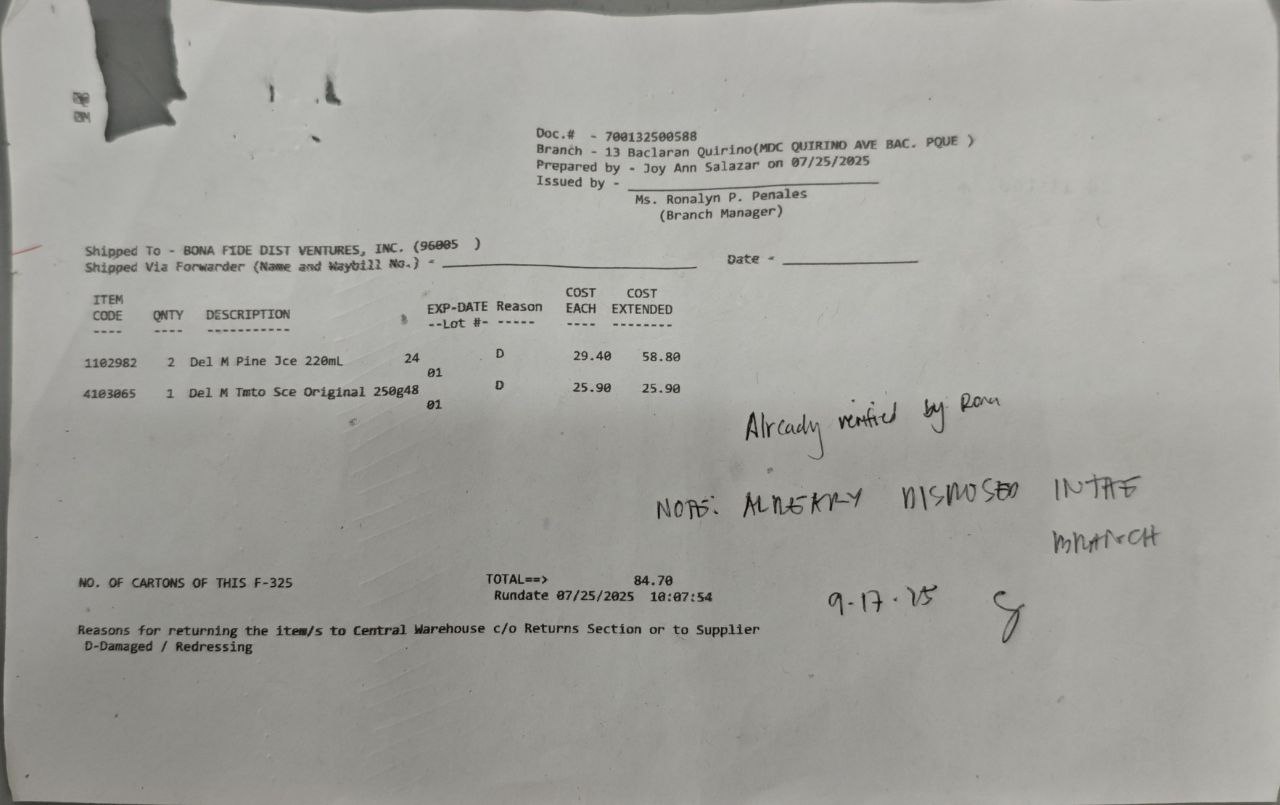 Doc.# - 700132500588
Branch - 13 Baclaran Quirino(MDC QUIRINO AVE BAC. PQUE )
Prepared by - Joy Ann Salazar on 07/25/2025
Issued by -
Ms. Ronalyn P. Penales
(Branch Manager)
Shipped To - BONA FIDE DIST VENTURES, INC. (96005 )
Shipped Via Forwarder (Name and Waybill No.) - Date -
ITEM CODE QNTY DESCRIPTION EXP-DATE --Lot #- Reason COST EACH COST EXTENDED
1102982 2 Del M Pine Jce 220mL 24 D 29.40 58.80
01
4103065 1 Del M Tmto Sce Original 250g48 D 25.90 25.90
01
Already verified by
NOTE: ALREADY DISPOSED IN THE
BRANCH
NO. OF CARTONS OF THIS F-325 TOTAL==> 84.70
Rundate 07/25/2025 10:07:54
9-17-25
Reasons for returning the item/s to Central Warehouse c/o Returns Section or to Supplier
D-Damaged / Redressing